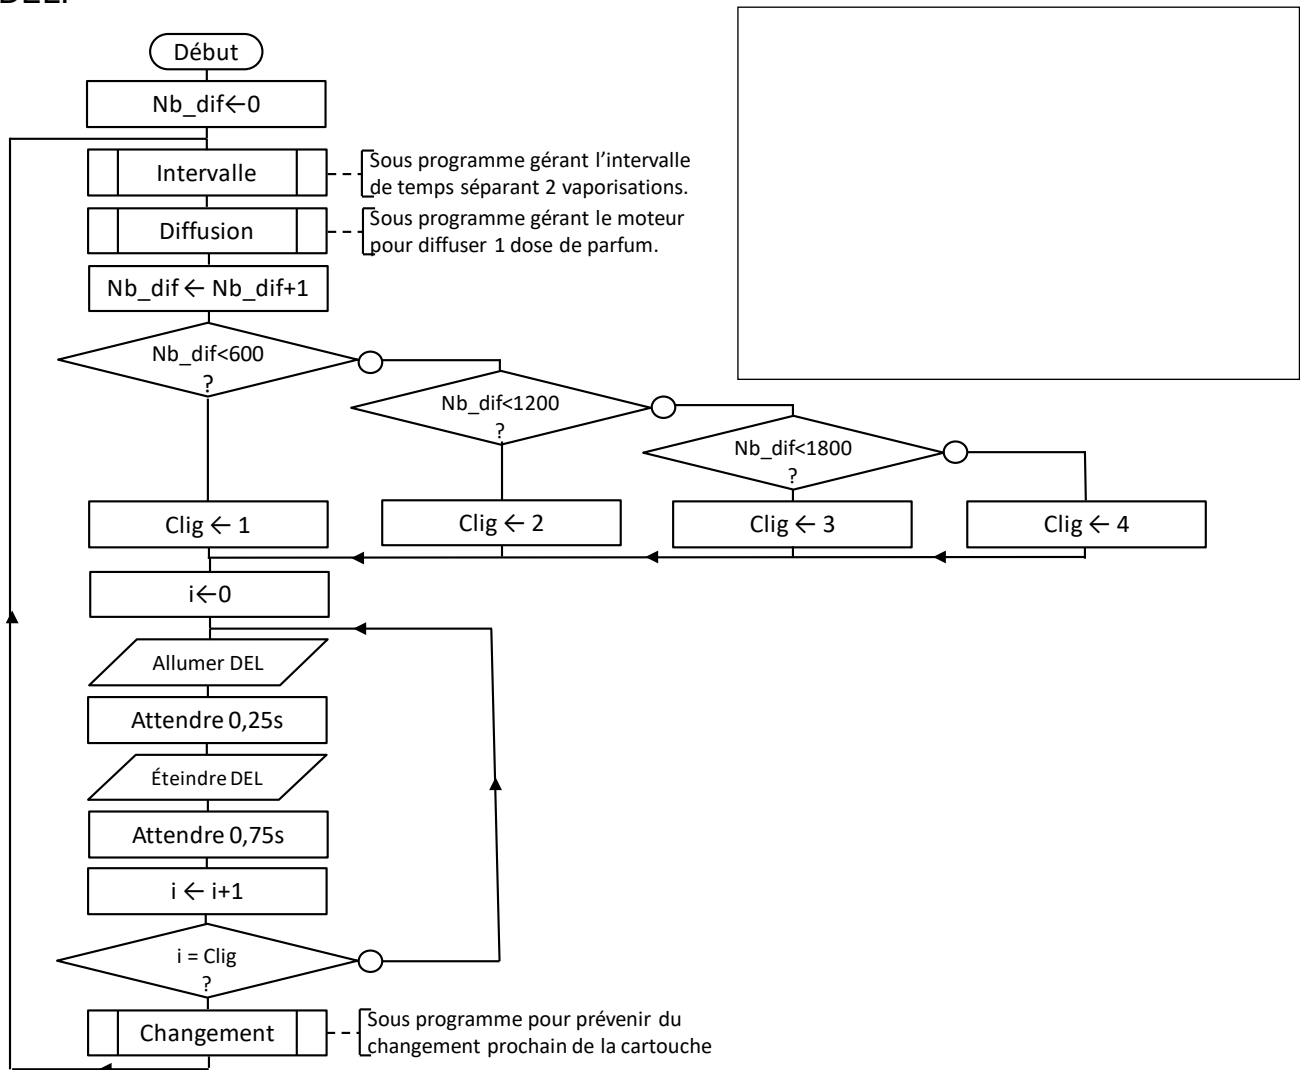 Début
Nb_dif←0
Intervalle
Sous programme gérant l’intervalle
de temps séparant 2 vaporisations.
Diffusion
Sous programme gérant le moteur
pour diffuser 1 dose de parfum.
Nb_dif ← Nb_dif+1
Nb_dif<600
?
Nb_dif<1200
?
Nb_dif<1800
?
Clig ← 1
Clig ← 2
Clig ← 3
Clig ← 4
i←0
Allumer DEL
Attendre 0,25s
Éteindre DEL
Attendre 0,75s
i ← i+1
i = Clig
?
Changement
Sous programme pour prévenir du
changement prochain de la cartouche